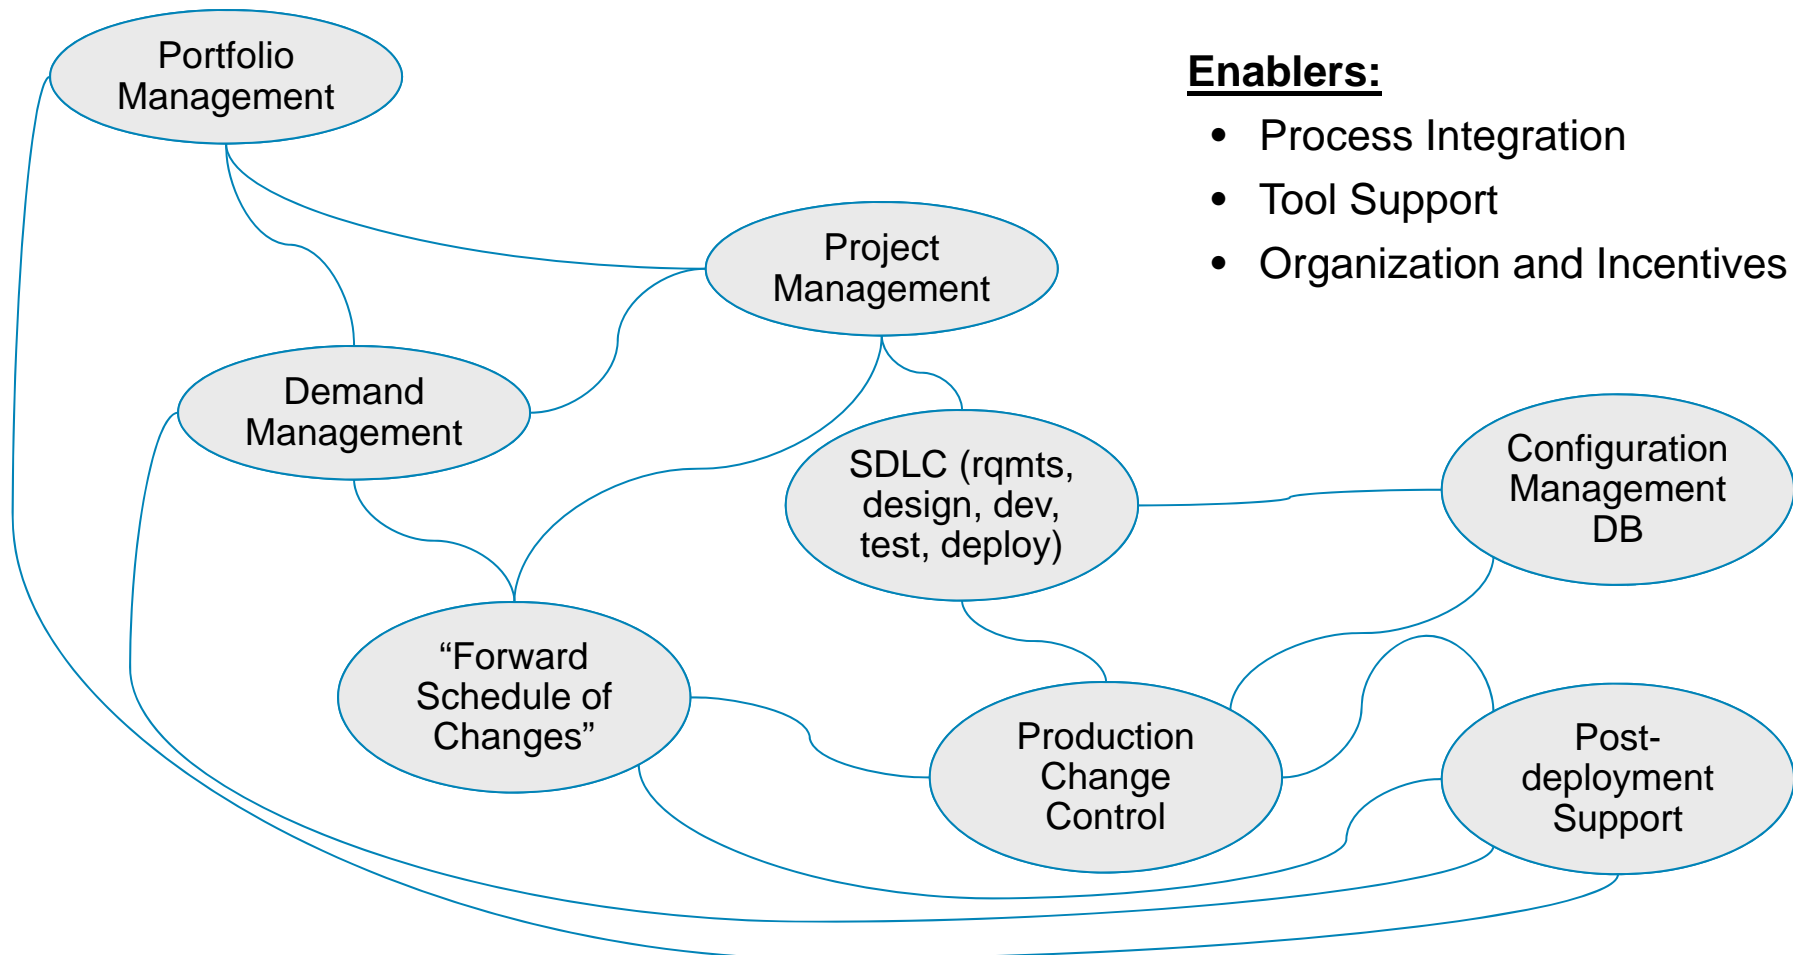 Portfolio
Management
Enablers:
• Process Integration
• Tool Support
• Organization and Incentives
Project
Management
Demand
Management
SDLC (rqmts,
design, dev,
test, deploy)
Configuration
Management
DB
“Forward
Schedule of
Changes”
Production
Change
Control
Post-
deployment
Support